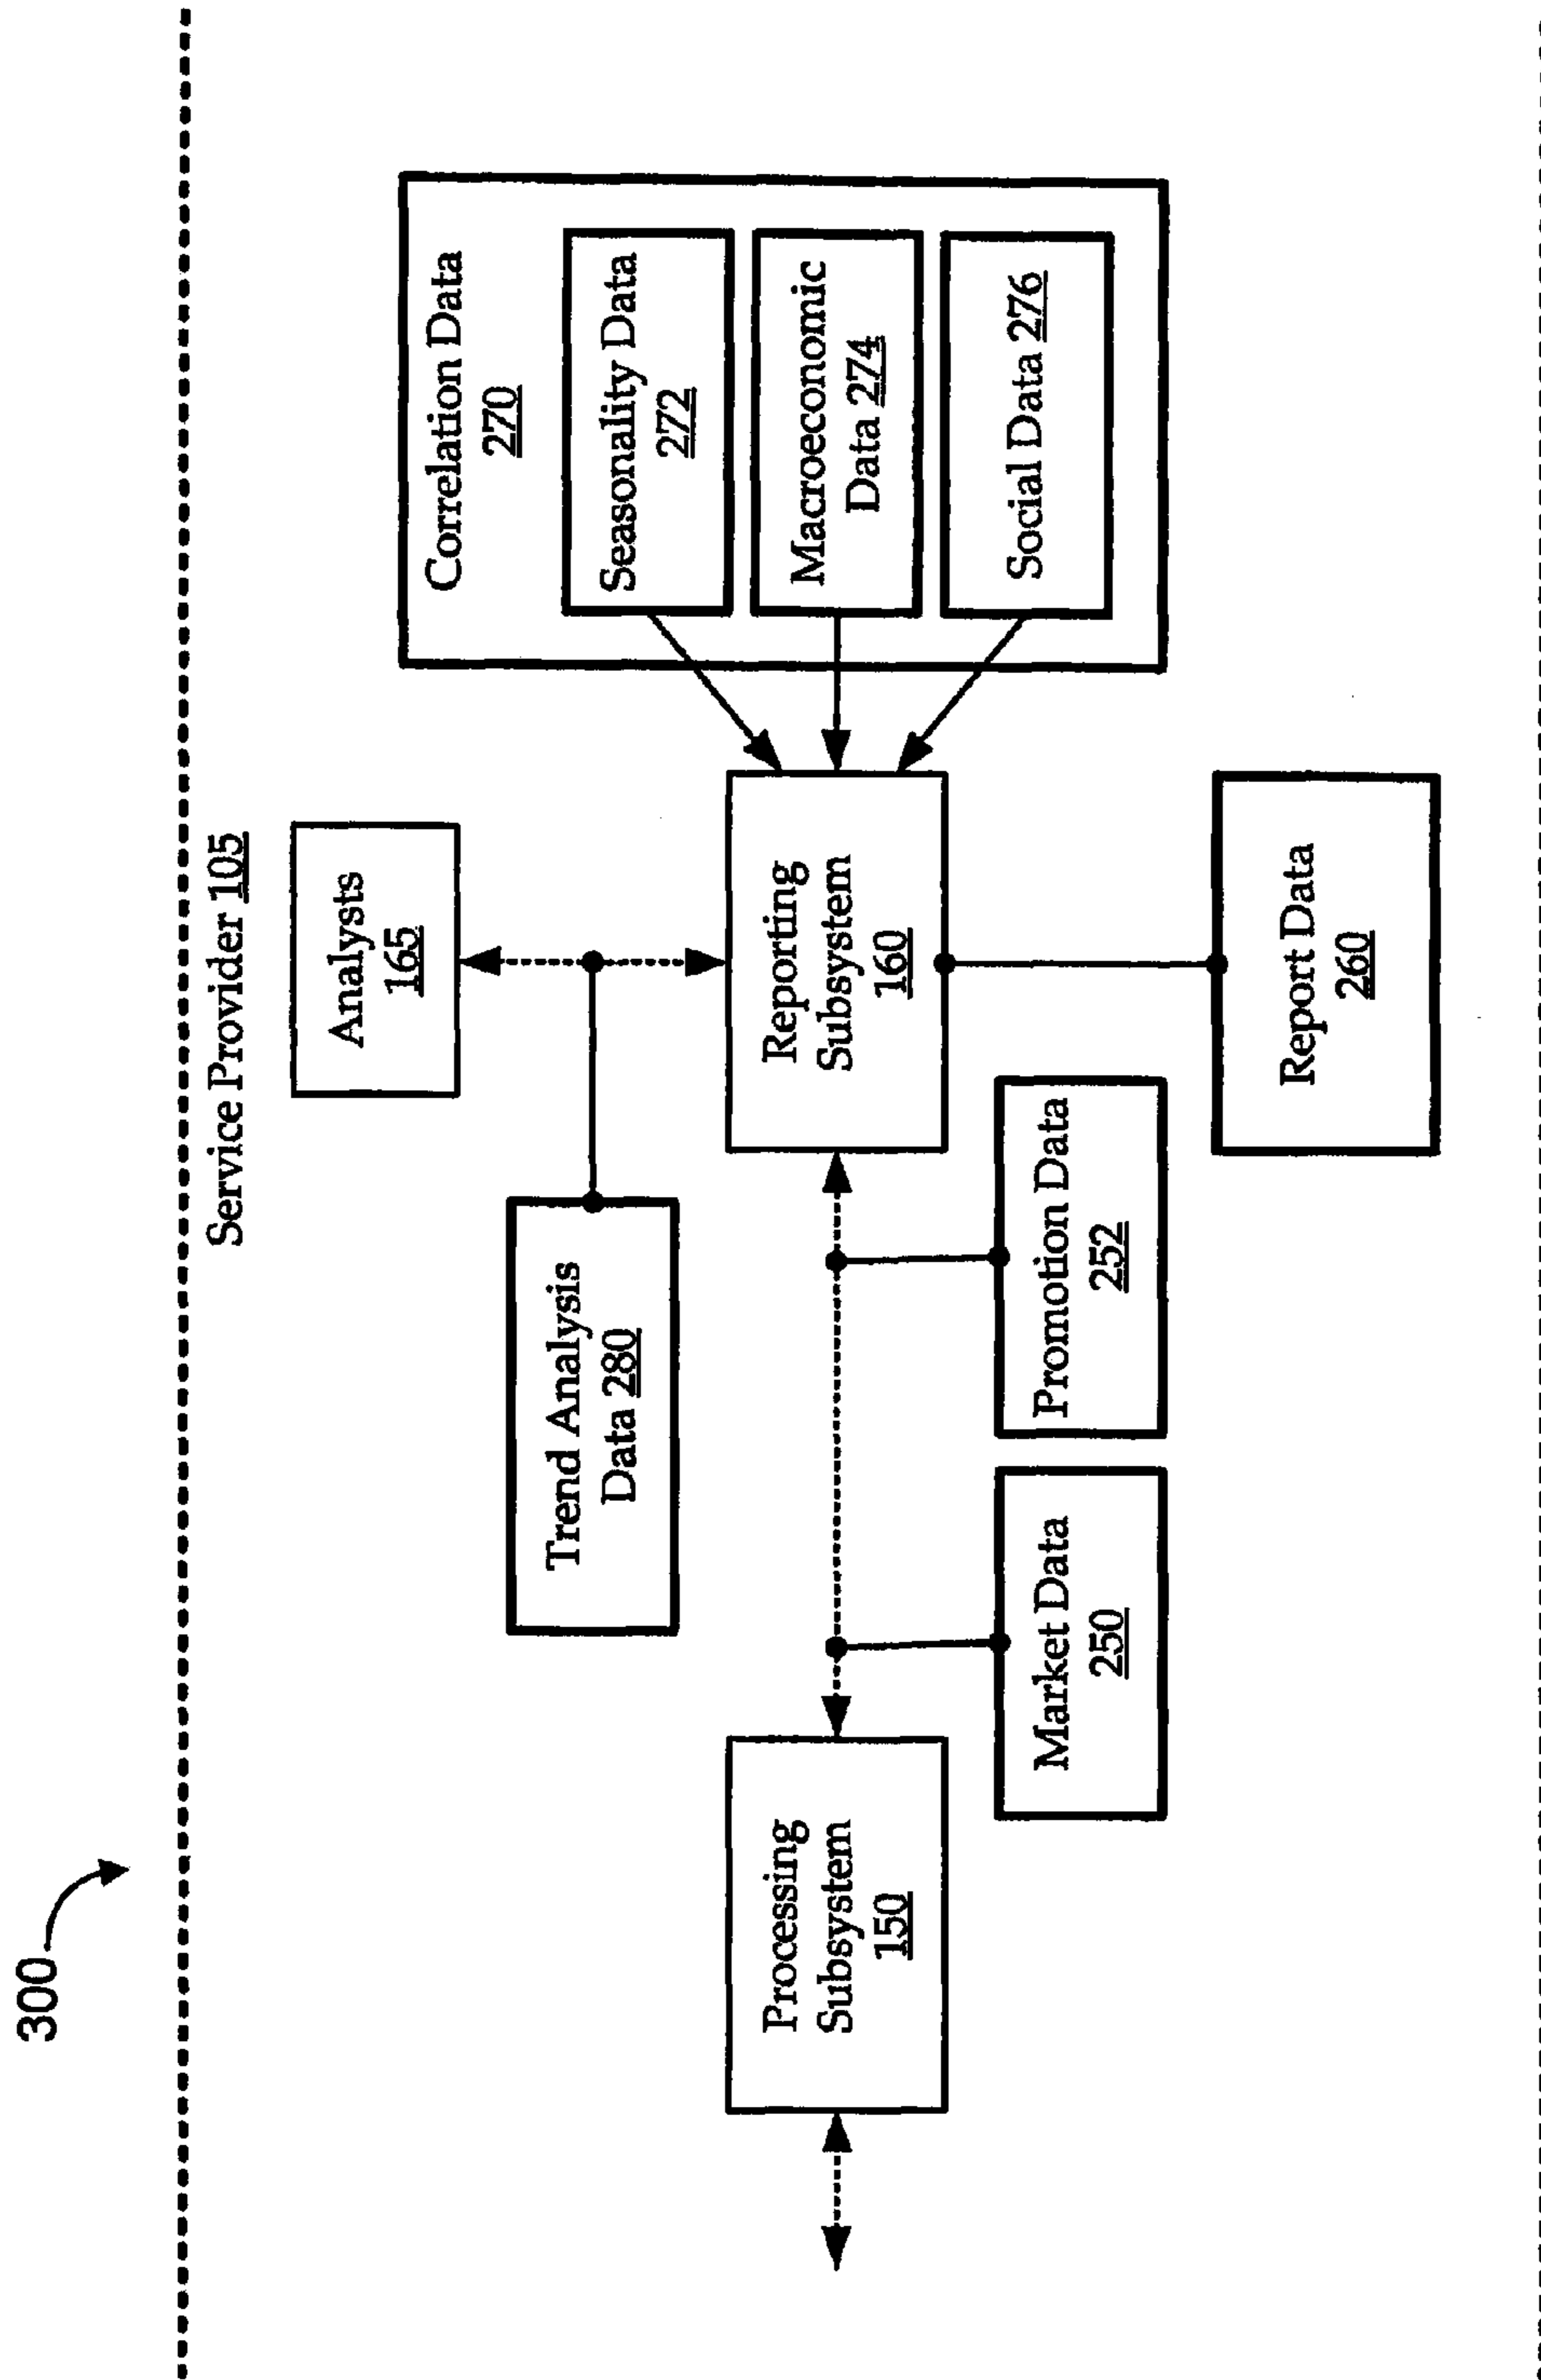 300
Service Provider 105
Analysts
165
Correlation Data
270
Trend Analysis
Data 280
Seasonality Data
272
Processing
Subsystem
150
Reporting
Subsystem
160
Macroeconomic
Data 274
Market Data
250
Promotion Data
252
Social Data 276
Report Data
260